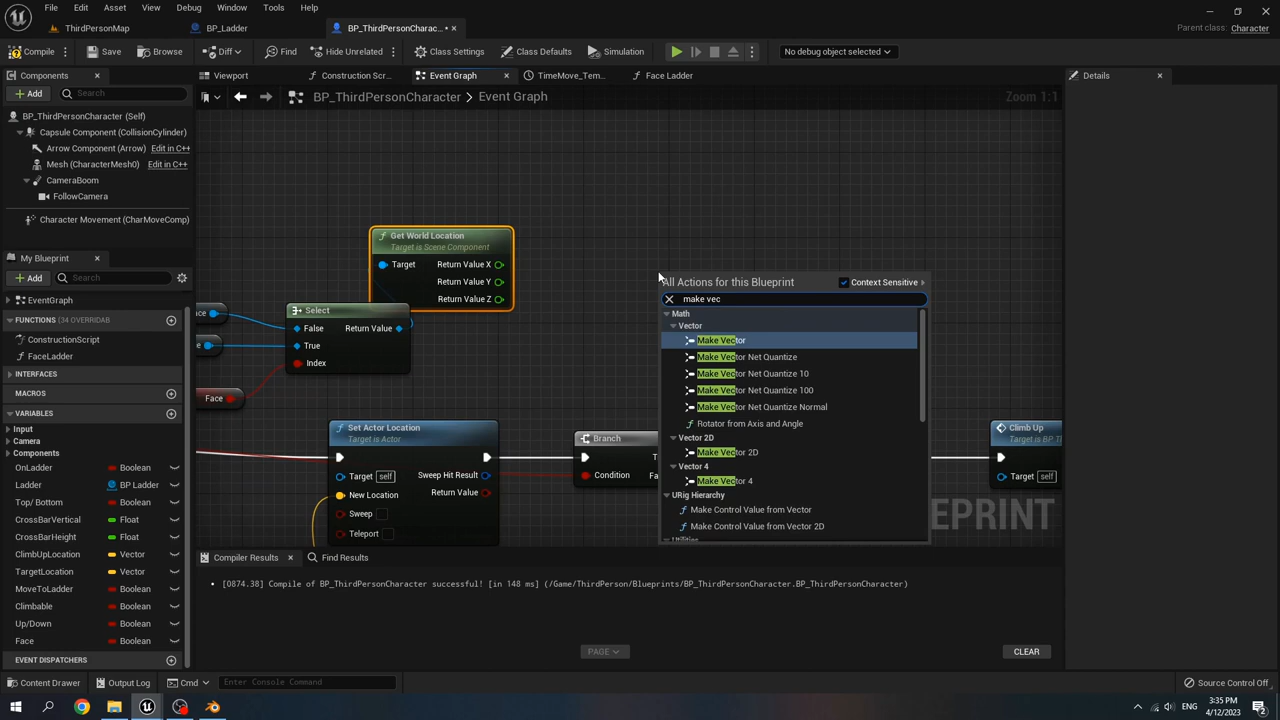 File Edit Asset View Debug Window Tools Help
ThirdPersonMap BP_Ladder BP_ThirdPersonCharac... Parent class: Character
Compile Save Browse Diff Find Hide Unrelated Class Settings Class Defaults Simulation No debug object selected
Components Viewport Construction Scr... Event Graph TimeMove_Tem... Face Ladder Details
Add Search BP_ThirdPersonCharacter > Event Graph Zoom 1:1
BP_ThirdPersonCharacter (Self)
Capsule Component (CollisionCylinder)
Arrow Component (Arrow) Edit in C++
Mesh (CharacterMesh0) Edit in C++
CameraBoom
FollowCamera
Character Movement (CharMoveComp)
My Blueprint
Add Search
EventGraph
FUNCTIONS (34 OVERRIDAB
ConstructionScript
FaceLadder
INTERFACES
MACROS
VARIABLES
Input
Camera
Components
OnLadder Boolean
Ladder BP Ladder
Top/ Bottom Boolean
CrossBarVertical Float
CrossBarHeight Float
ClimbUpLocation Vector
TargetLocation Vector
MoveToLadder Boolean
Climbable Boolean
Up/Down Boolean
Face Boolean
EVENT DISPATCHERS
Get World Location
Target is Scene Component
Target Return Value X
Return Value Y
Return Value Z
Select
False Return Value
True
Index
Face
Set Actor Location
Target is Actor
Target self Sweep Hit Result
New Location Return Value
Sweep
Teleport
Branch
Condition
All Actions for this Blueprint Context Sensitive
make vec
Math
Vector
Make Vector
Make Vector Net Quantize
Make Vector Net Quantize 10
Make Vector Net Quantize 100
Make Vector Net Quantize Normal
Rotator from Axis and Angle
Vector 2D
Make Vector 2D
Vector 4
Make Vector 4
URig Hierarchy
Make Control Value from Vector
Make Control Value from Vector 2D
Utilities
Climb Up
Target is BP T
Target self
EPRINT
Compiler Results Find Results
[0874.38] Compile of BP_ThirdPersonCharacter successful! [in 148 ms] (/Game/ThirdPerson/Blueprints/BP_ThirdPersonCharacter.BP_ThirdPersonCharacter)
PAGE CLEAR
Content Drawer Output Log Cmd Enter Console Command Source Control Off
ENG 3:35 PM
4/12/2023
2